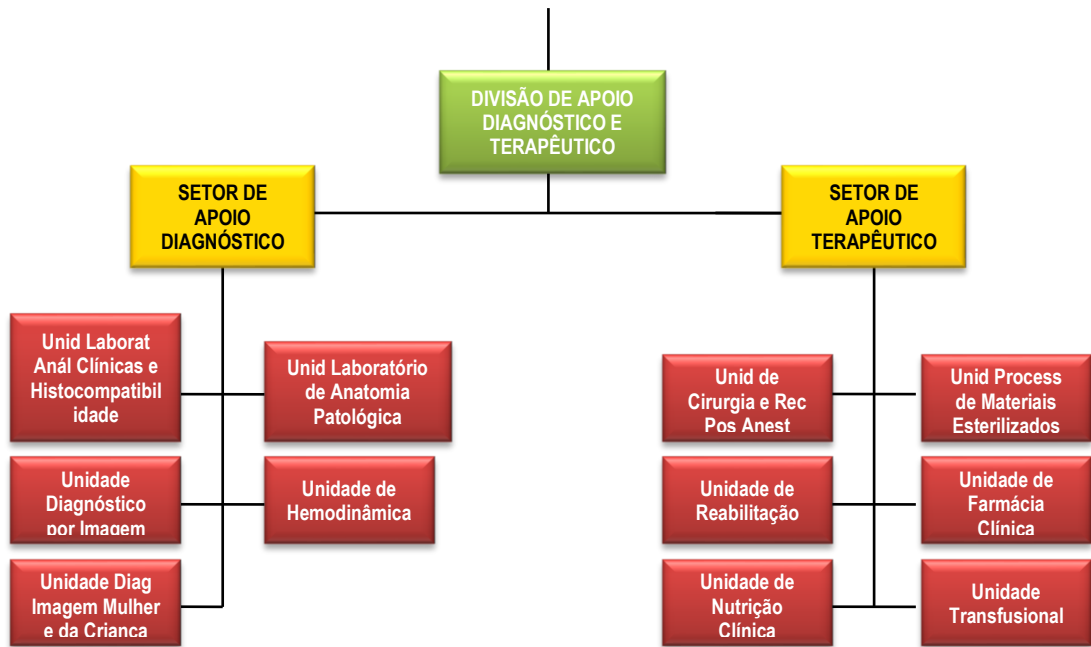 DIVISÃO DE APOIO
DIAGNÓSTICO E
TERAPÊUTICO
SETOR DE
APOIO
DIAGNÓSTICO
SETOR DE
APOIO
TERAPÊUTICO
Unid Laborat
Anál Clínicas e
Histocompatibil
idade
Unid Laboratório
de Anatomia
Patológica
Unidade
Diagnóstico
por Imagem
Unidade de
Hemodinâmica
Unidade Diag
Imagem Mulher
e da Criança
Unid de
Cirurgia e Rec
Pos Anest
Unid Process
de Materiais
Esterilizados
Unidade de
Reabilitação
Unidade de
Farmácia
Clínica
Unidade de
Nutrição
Clínica
Unidade
Transfusional